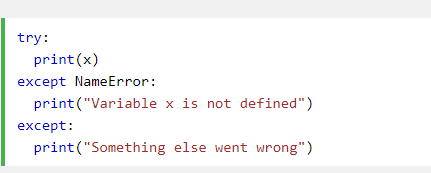 try:
  print(x)
except NameError:
  print("Variable x is not defined")
except:
  print("Something else went wrong")